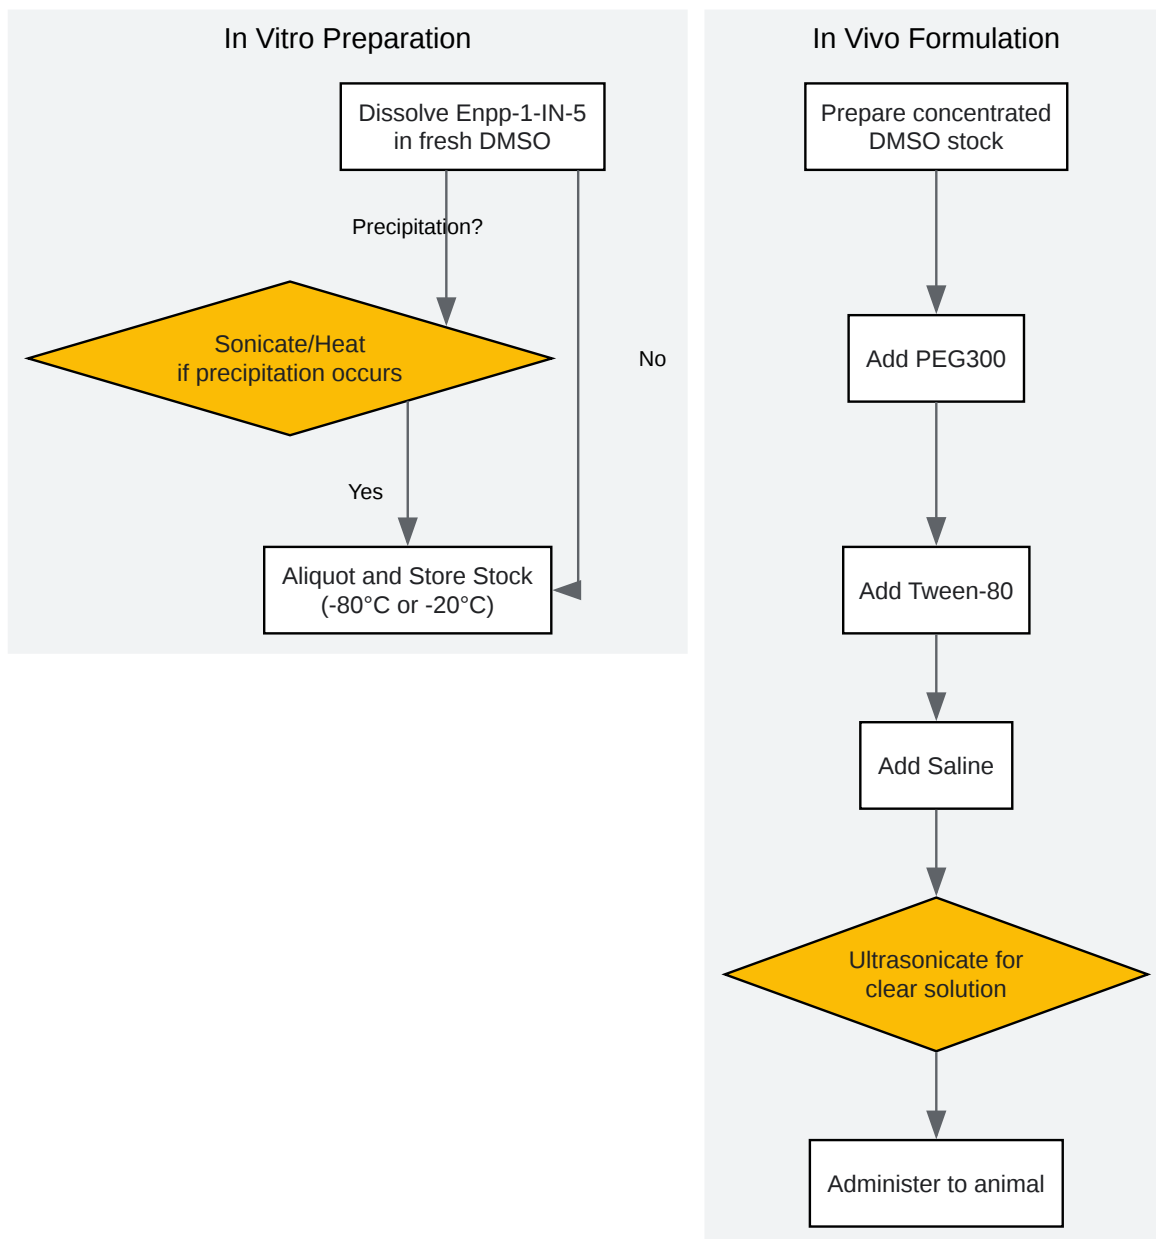 In Vitro Preparation
Dissolve Enpp-1-IN-5
in fresh DMSO
Precipitation?
Sonicate/Heat
if precipitation occurs
No
Yes
Aliquot and Store Stock
(-80°C or -20°C)
In Vivo Formulation
Prepare concentrated
DMSO stock
Add PEG300
Add Tween-80
Add Saline
Ultrasonicate for
clear solution
Administer to animal